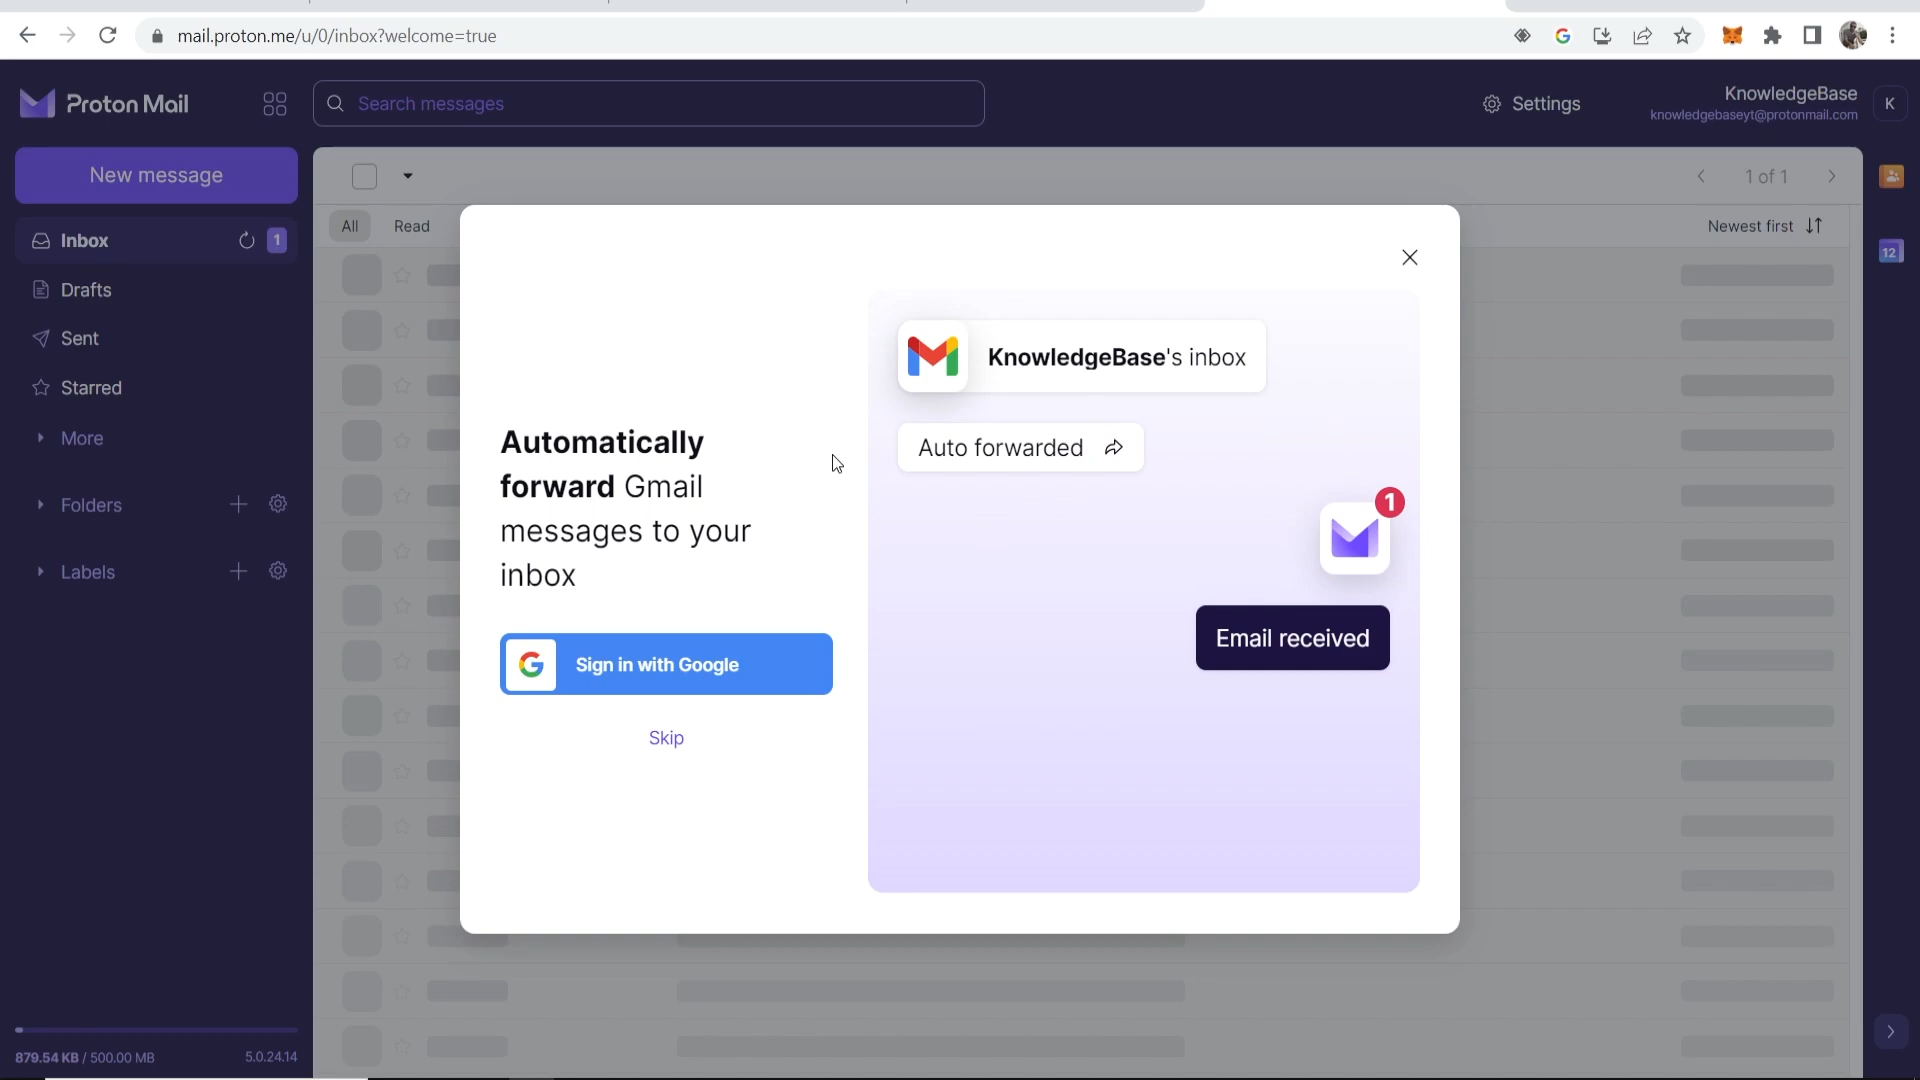 mail.proton.me/u/0/inbox?welcome=true
Proton Mail
Search messages
Settings
KnowledgeBase
knowledgebaseyt@protonmail.com
K
New message
1 of 1
Inbox
1
All
Read
Newest first
12
Drafts
Sent
Starred
More
Folders
Labels
KnowledgeBase's inbox
Auto forwarded
1
Email received
Automatically
forward Gmail
messages to your
inbox
G
Sign in with Google
Skip
879.54 KB / 500.00 MB
5.0.24.14